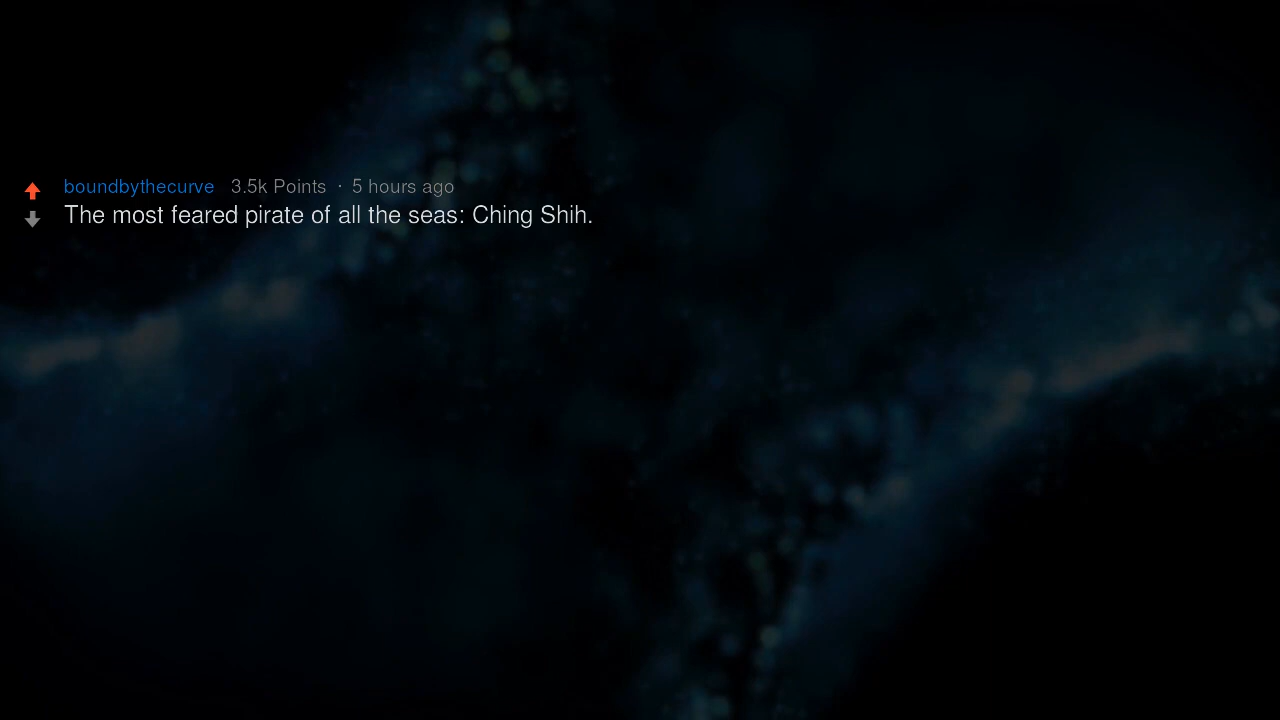 boundbythecurve 3.5k Points · 5 hours ago
The most feared pirate of all the seas: Ching Shih.